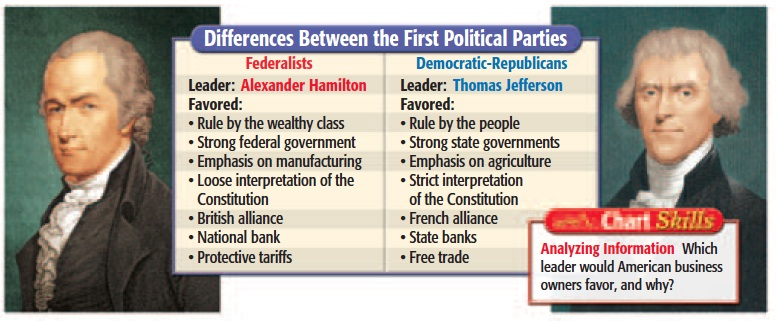 Differences Between the First Political Parties
Federalists
Leader: Alexander Hamilton
Favored:
• Rule by the wealthy class
• Strong federal government
• Emphasis on manufacturing
• Loose interpretation of the
Constitution
• British alliance
• National bank
• Protective tariffs
Democratic-Republicans
Leader: Thomas Jefferson
Favored:
• Rule by the people
• Strong state governments
• Emphasis on agriculture
• Strict interpretation
of the Constitution
• French alliance
• State banks
• Free trade
Chart Skills
Analyzing Information Which
leader would American business
owners favor, and why?